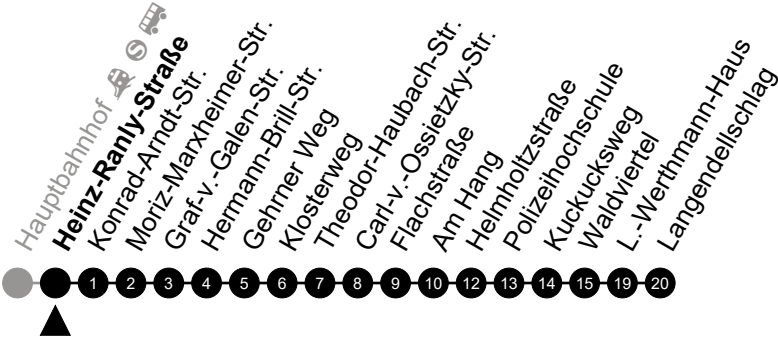 Hauptbahnhof S
Heinz-Ranly-Straße
Konrad-Arndt-Str.
Moriz-Marxheimer-Str.
Graf-v.-Galen-Str.
Hermann-Brill-Str.
Gehrner Weg
Klosterweg
Theodor-Haubach-Str.
Carl-v.-Ossietzky-Str.
Flachstraße
Am Hang
Helmholtzstraße
Polizeihochschule
Kuckucksweg
Waldviertel
L.-Werthmann-Haus
Langendellschlag
1 2 3 4 5 6 7 8 9 10 12 13 14 15 19 20